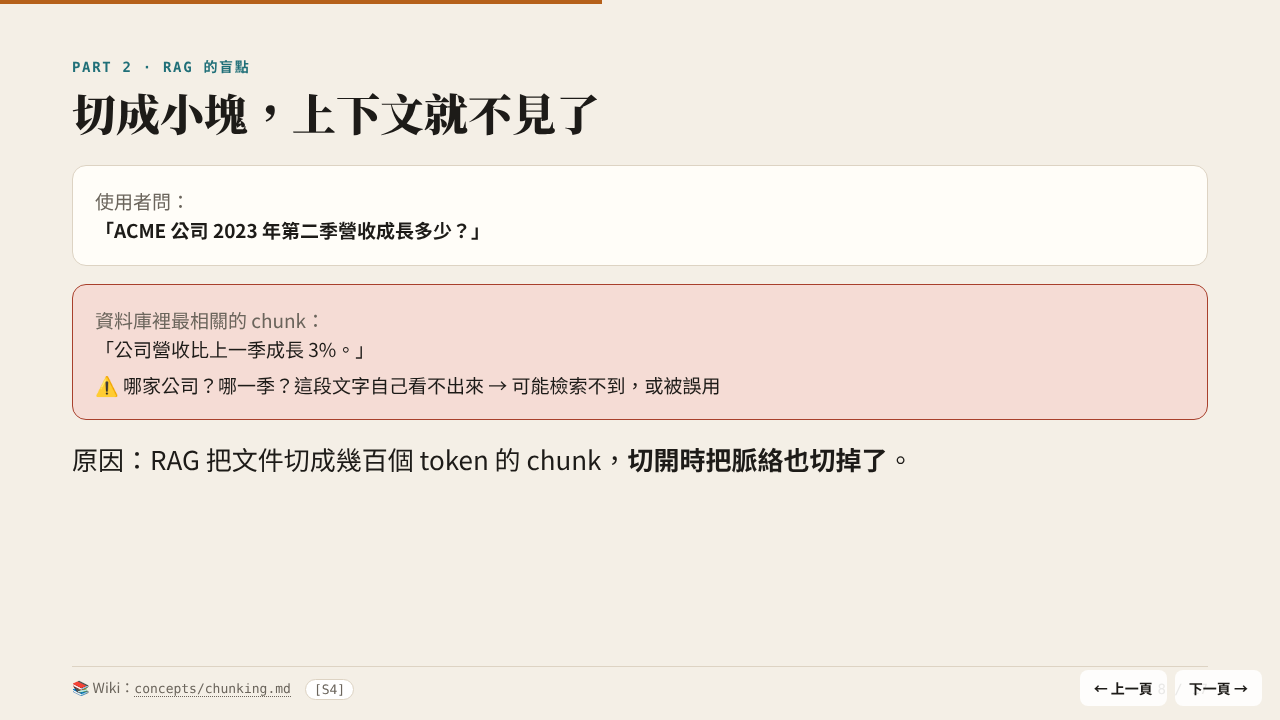 PART 2 · RAG 的盲點
切成小塊，上下文就不見了
使用者問：
「ACME 公司 2023 年第二季營收成長多少？」
資料庫裡最相關的 chunk：
「公司營收比上一季成長 3%。」
⚠️ 哪家公司？哪一季？這段文字自己看不出來 → 可能檢索不到，或被誤用
原因：RAG 把文件切成幾百個 token 的 chunk，切開時把脈絡也切掉了。
📚 Wiki：concepts/chunking.md [S4]
← 上一頁 8 / 下一頁 →